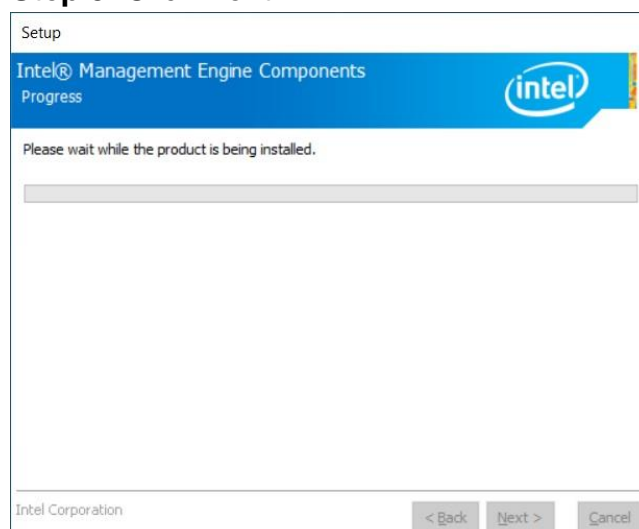 Setup
Intel® Management Engine Components
Progress
intel
Please wait while the product is being installed.
Intel Corporation
< Back
Next >
Cancel